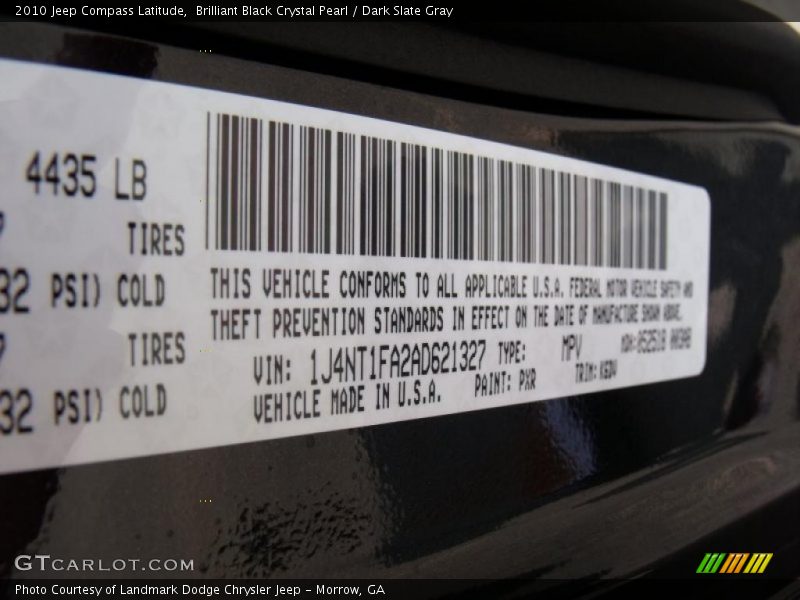 2010 Jeep Compass Latitude,  Brilliant Black Crystal Pearl / Dark Slate Gray
4435 LB
TIRES
32 PSI) COLD
TIRES
32 PSI) COLD
THIS VEHICLE CONFORMS TO ALL APPLICABLE U.S.A. FEDERAL MOTOR VEHICLE SAFETY AND
THEFT PREVENTION STANDARDS IN EFFECT ON THE DATE OF MANUFACTURE SHOWN ABOVE.
VIN: 1J4NT1FA2AD621327 TYPE: MPV MDH:
VEHICLE MADE IN U.S.A. PAINT: PXR TRIM:
GTCARLOT.COM
Photo Courtesy of Landmark Dodge Chrysler Jeep - Morrow, GA